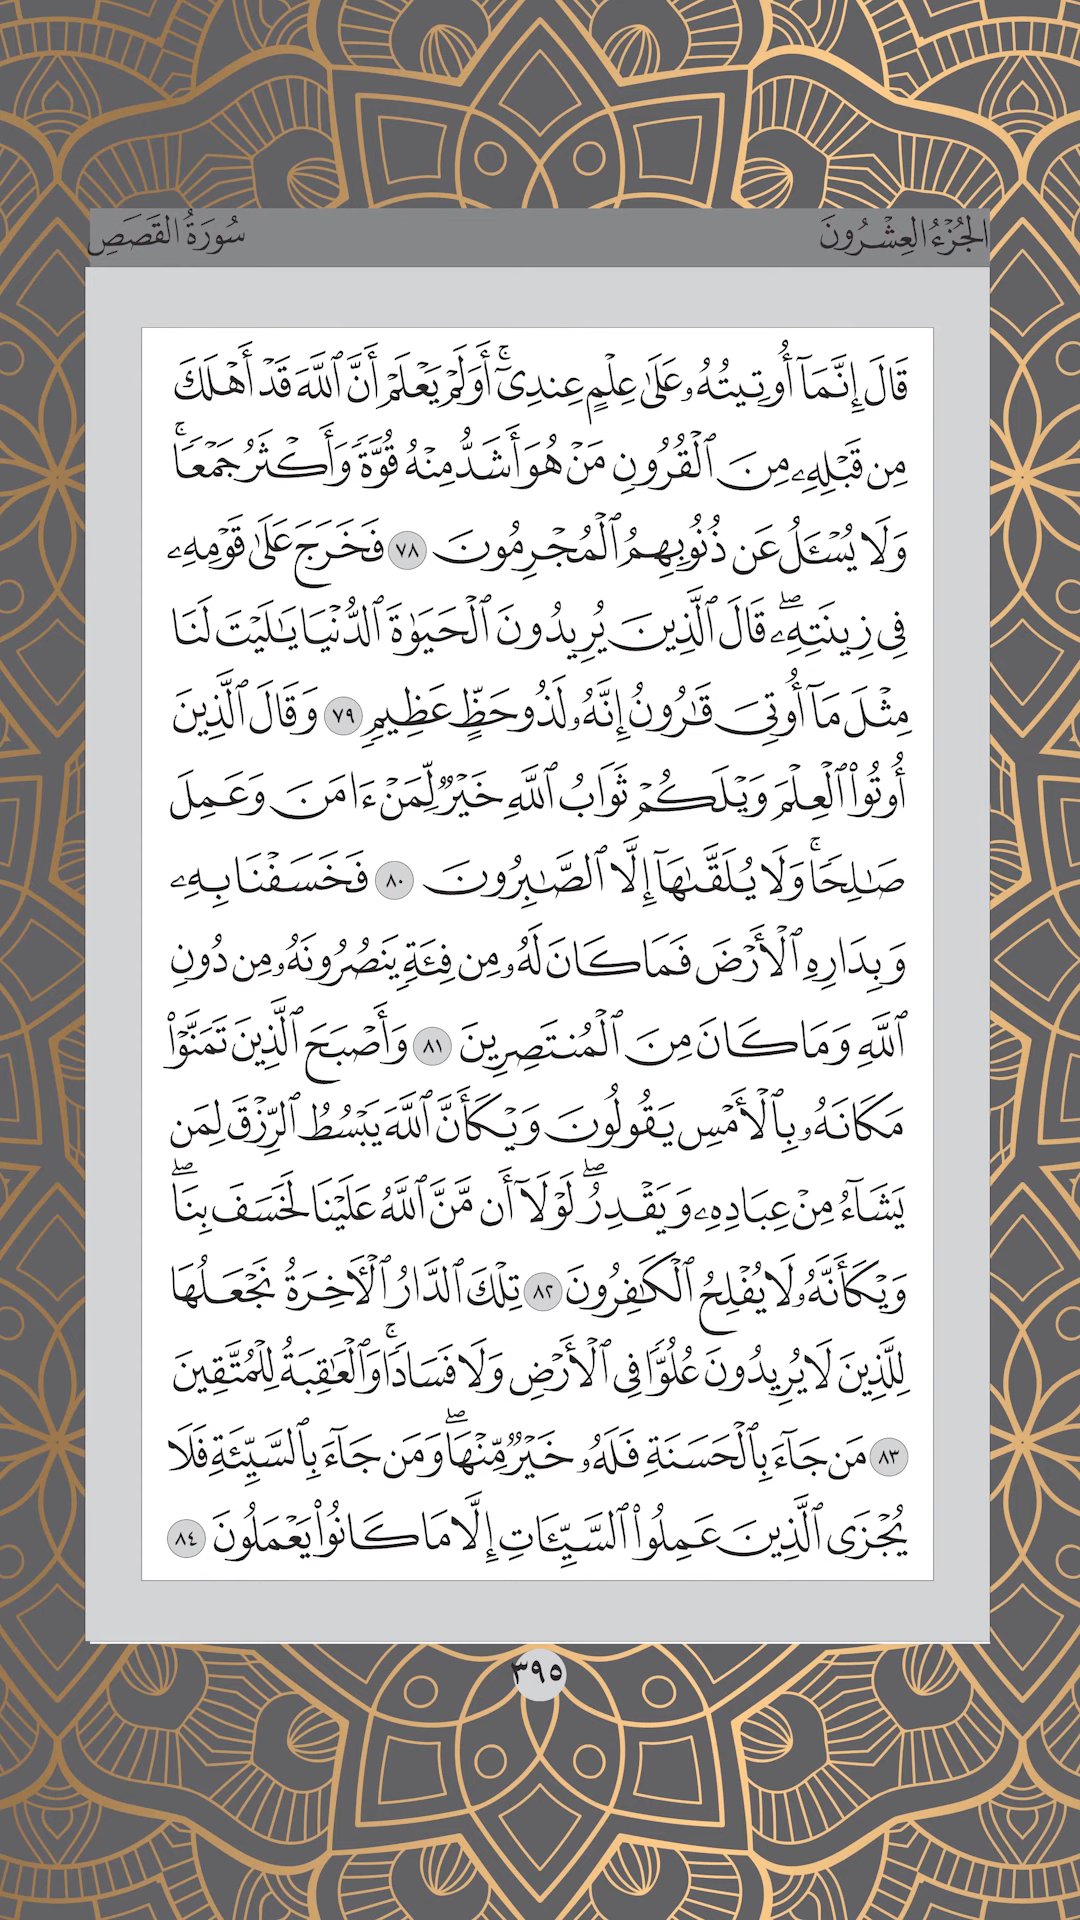 الجُزْءُ العِشْرُونَ
سُورَةُ القَصَصِ
قَالَ إِنَّمَآ أُوتِيتُهُۥ عَلَىٰ عِلْمٍ عِندِىٓۚ أَوَلَمْ يَعْلَمْ أَنَّ ٱللَّهَ قَدْ أَهْلَكَ
مِن قَبْلِهِۦ مِنَ ٱلْقُرُونِ مَنْ هُوَ أَشَدُّ مِنْهُ قُوَّةً وَأَكْثَرُ جَمْعًاۚ
وَلَا يُسْـَٔلُ عَن ذُنُوبِهِمُ ٱلْمُجْرِمُونَ ٧٨ فَخَرَجَ عَلَىٰ قَوْمِهِۦ
فِى زِينَتِهِۦۖ قَالَ ٱلَّذِينَ يُرِيدُونَ ٱلْحَيَوٰةَ ٱلدُّنْيَا يَـٰلَيْتَ لَنَا
مِثْلَ مَآ أُوتِىَ قَـٰرُونُ إِنَّهُۥ لَذُو حَظٍّ عَظِيمٍ ٧٩ وَقَالَ ٱلَّذِينَ
أُوتُوا۟ ٱلْعِلْمَ وَيْلَكُمْ ثَوَابُ ٱللَّهِ خَيْرٌ لِّمَنْ ءَامَنَ وَعَمِلَ
صَـٰلِحًاۚ وَلَا يُلَقَّىٰهَآ إِلَّا ٱلصَّـٰبِرُونَ ٨٠ فَخَسَفْنَا بِهِۦ
وَبِدَارِهِ ٱلْأَرْضَ فَمَا كَانَ لَهُۥ مِن فِئَةٍ يَنصُرُونَهُۥ مِن دُونِ
ٱللَّهِ وَمَا كَانَ مِنَ ٱلْمُنتَصِرِينَ ٨١ وَأَصْبَحَ ٱلَّذِينَ تَمَنَّوْا۟
مَكَانَهُۥ بِٱلْأَمْسِ يَقُولُونَ وَيْكَأَنَّ ٱللَّهَ يَبْسُطُ ٱلرِّزْقَ لِمَن
يَشَآءُ مِنْ عِبَادِهِۦ وَيَقْدِرُۖ لَوْلَآ أَن مَّنَّ ٱللَّهُ عَلَيْنَا لَخَسَفَ بِنَاۖ
وَيْكَأَنَّهُۥ لَا يُفْلِحُ ٱلْكَـٰفِرُونَ ٨٢ تِلْكَ ٱلدَّارُ ٱلْـَٔاخِرَةُ نَجْعَلُهَا
لِلَّذِينَ لَا يُرِيدُونَ عُلُوًّا فِى ٱلْأَرْضِ وَلَا فَسَادًاۚ وَٱلْعَـٰقِبَةُ لِلْمُتَّقِينَ
٨٣ مَن جَآءَ بِٱلْحَسَنَةِ فَلَهُۥ خَيْرٌ مِّنْهَاۖ وَمَن جَآءَ بِٱلسَّيِّئَةِ فَلَا
يُجْزَى ٱلَّذِينَ عَمِلُوا۟ ٱلسَّيِّـَٔاتِ إِلَّا مَا كَانُوا۟ يَعْمَلُونَ ٨٤
٣٩٥